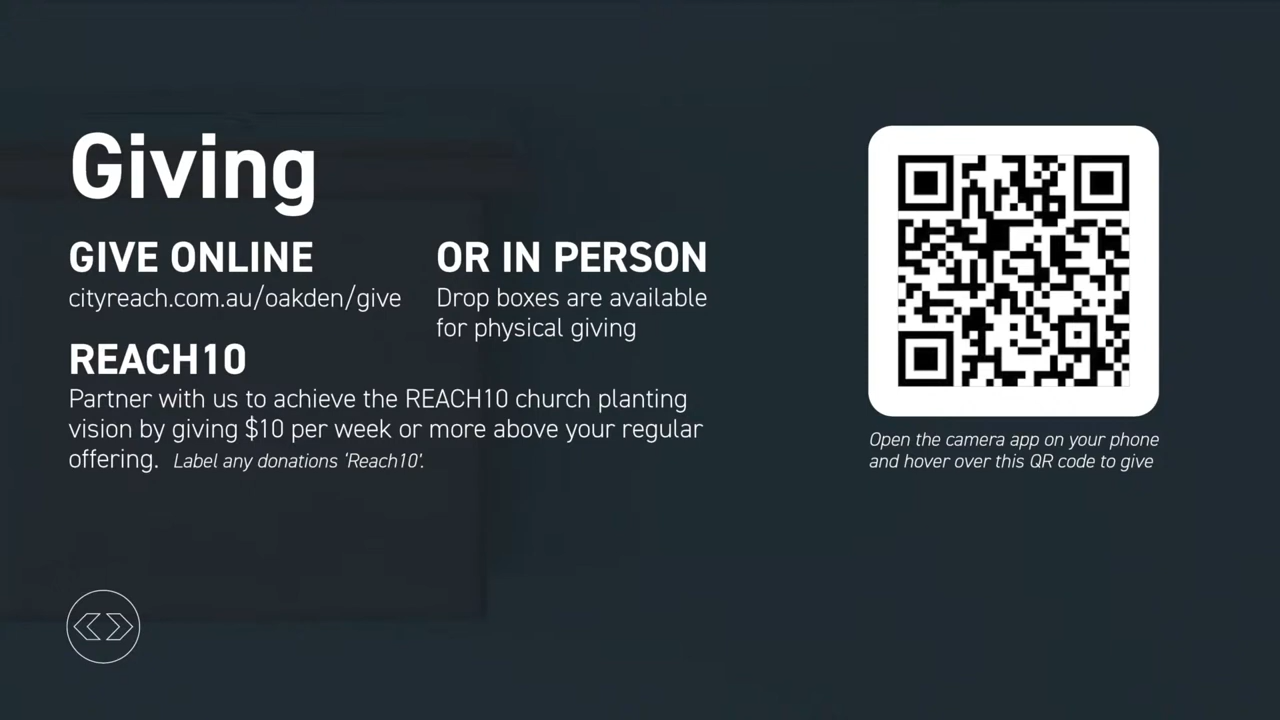 Giving
GIVE ONLINE
cityreach.com.au/oakden/give
OR IN PERSON
Drop boxes are available
for physical giving
REACH10
Partner with us to achieve the REACH10 church planting
vision by giving $10 per week or more above your regular
offering. Label any donations ‘Reach10’.
Open the camera app on your phone
and hover over this QR code to give